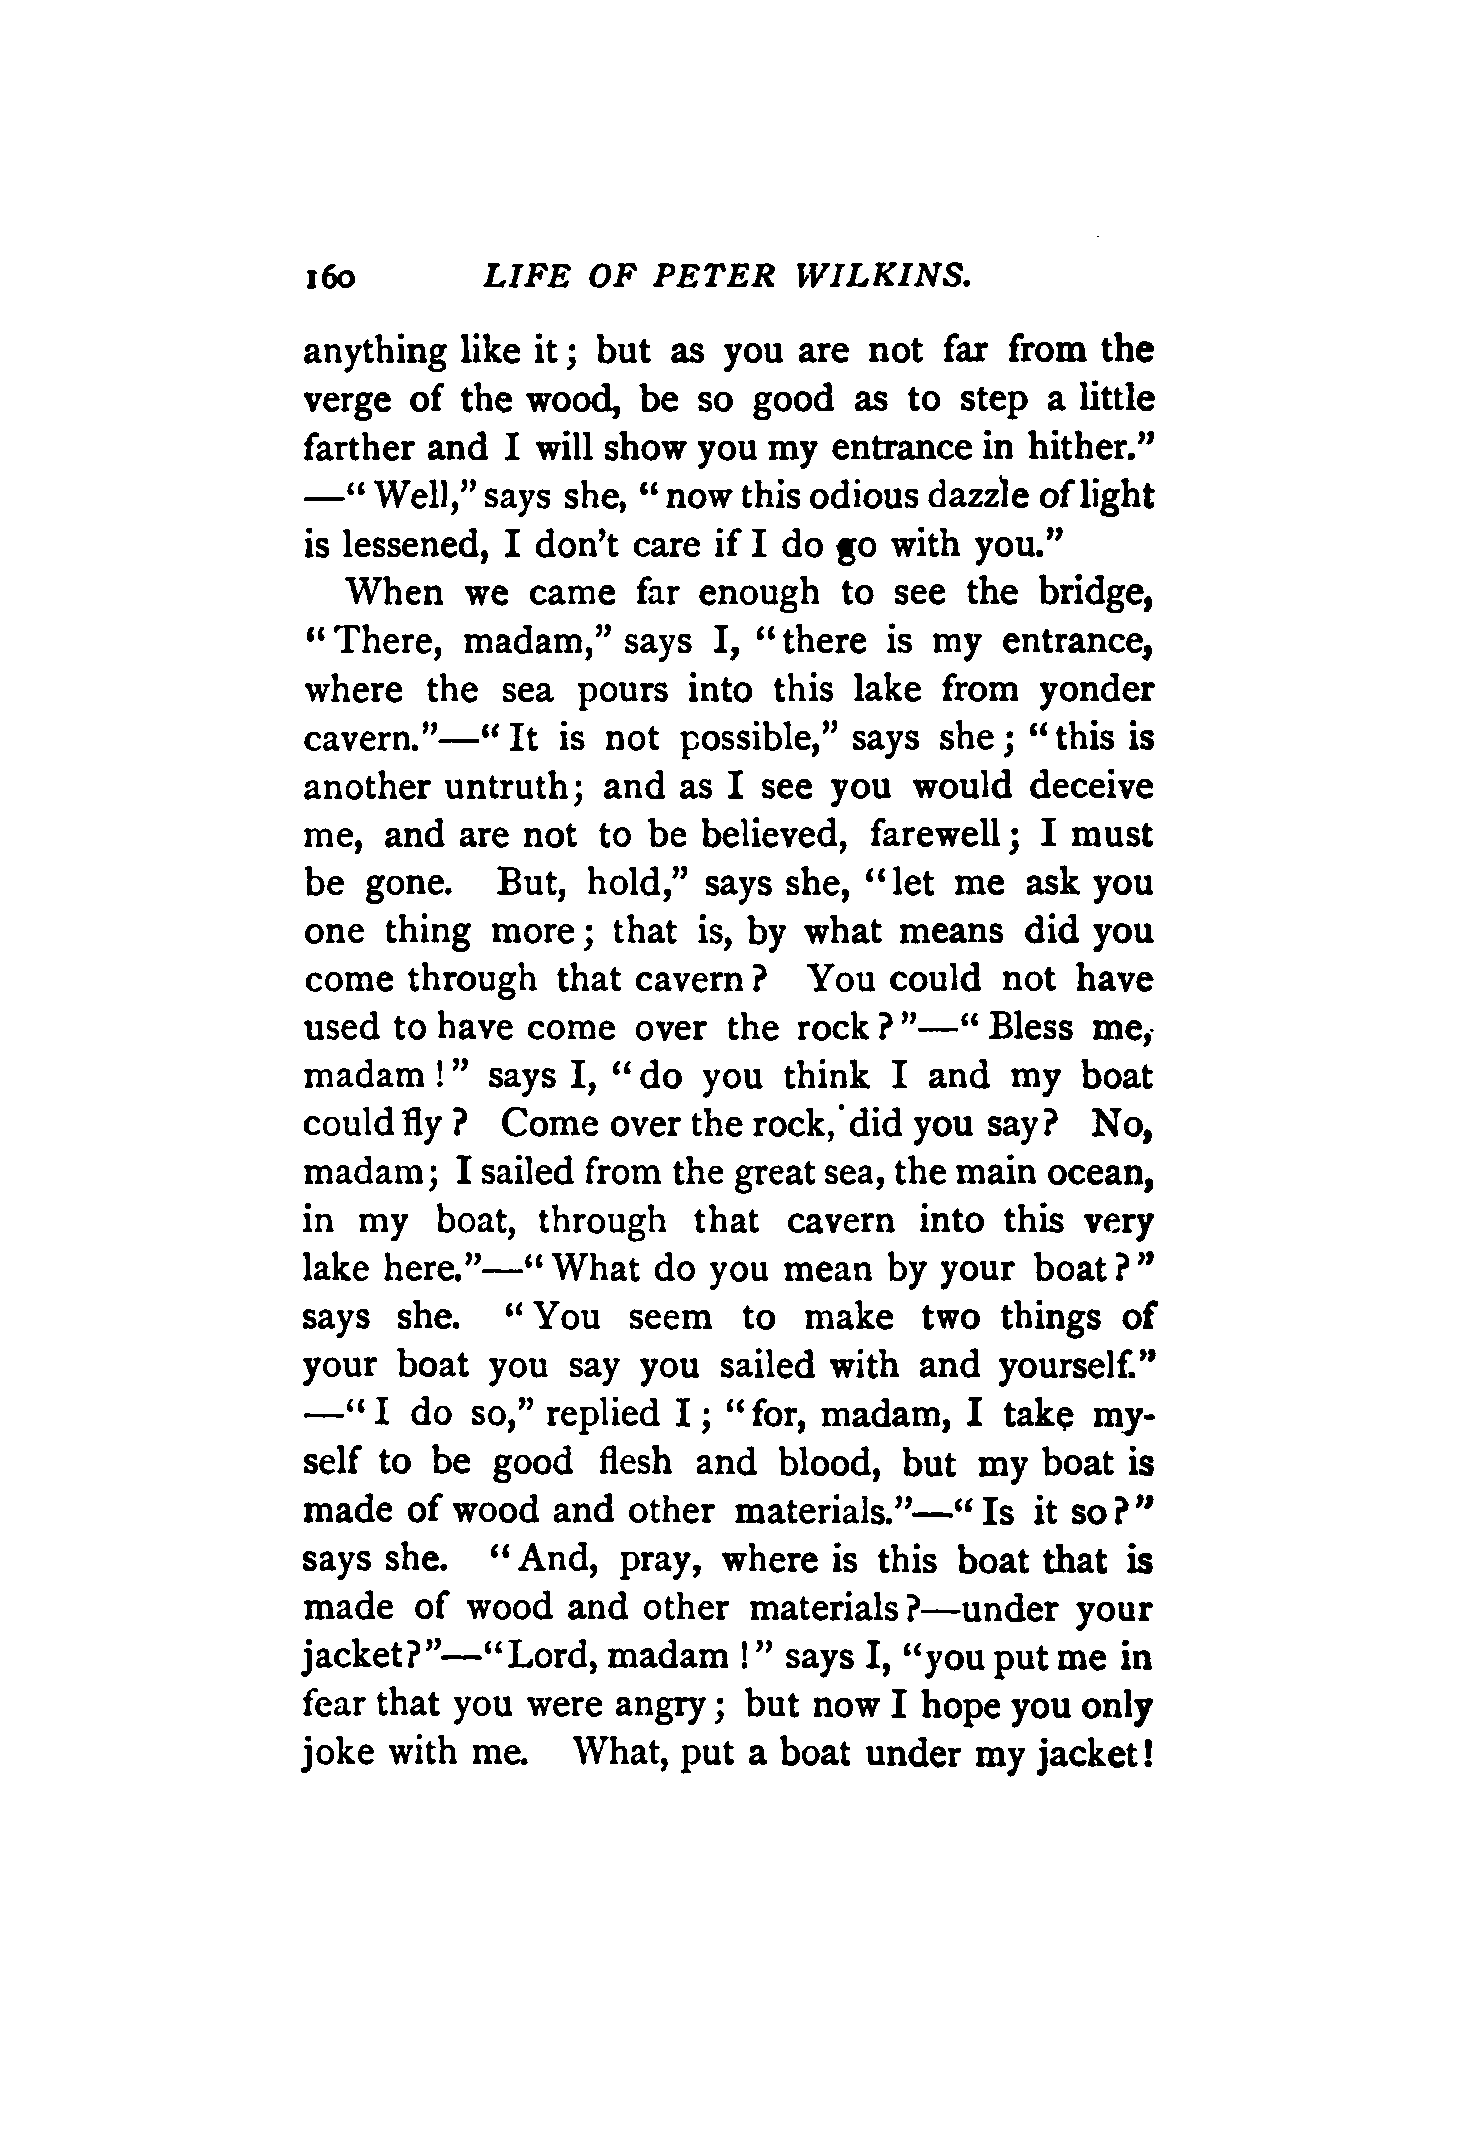 160 LIFE OF PETER WILKINS.
anything like it; but as you are not far from the
verge of the wood, be so good as to step a little
farther and I will show you my entrance in hither."
—"Well," says she, "now this odious dazzle of light
is lessened, I don't care if I do go with you."
When we came far enough to see the bridge,
"There, madam," says I, "there is my entrance,
where the sea pours into this lake from yonder
cavern."—"It is not possible," says she; "this is
another untruth; and as I see you would deceive
me, and are not to be believed, farewell; I must
be gone. But, hold," says she, "let me ask you
one thing more; that is, by what means did you
come through that cavern? You could not have
used to have come over the rock?"—"Bless me,
madam!" says I, "do you think I and my boat
could fly? Come over the rock, did you say? No,
madam; I sailed from the great sea, the main ocean,
in my boat, through that cavern into this very
lake here."—"What do you mean by your boat?"
says she. "You seem to make two things of
your boat you say you sailed with and yourself."
—"I do so," replied I; "for, madam, I take my-
self to be good flesh and blood, but my boat is
made of wood and other materials."—"Is it so?"
says she. "And, pray, where is this boat that is
made of wood and other materials?—under your
jacket?"—"Lord, madam!" says I, "you put me in
fear that you were angry; but now I hope you only
joke with me. What, put a boat under my jacket!